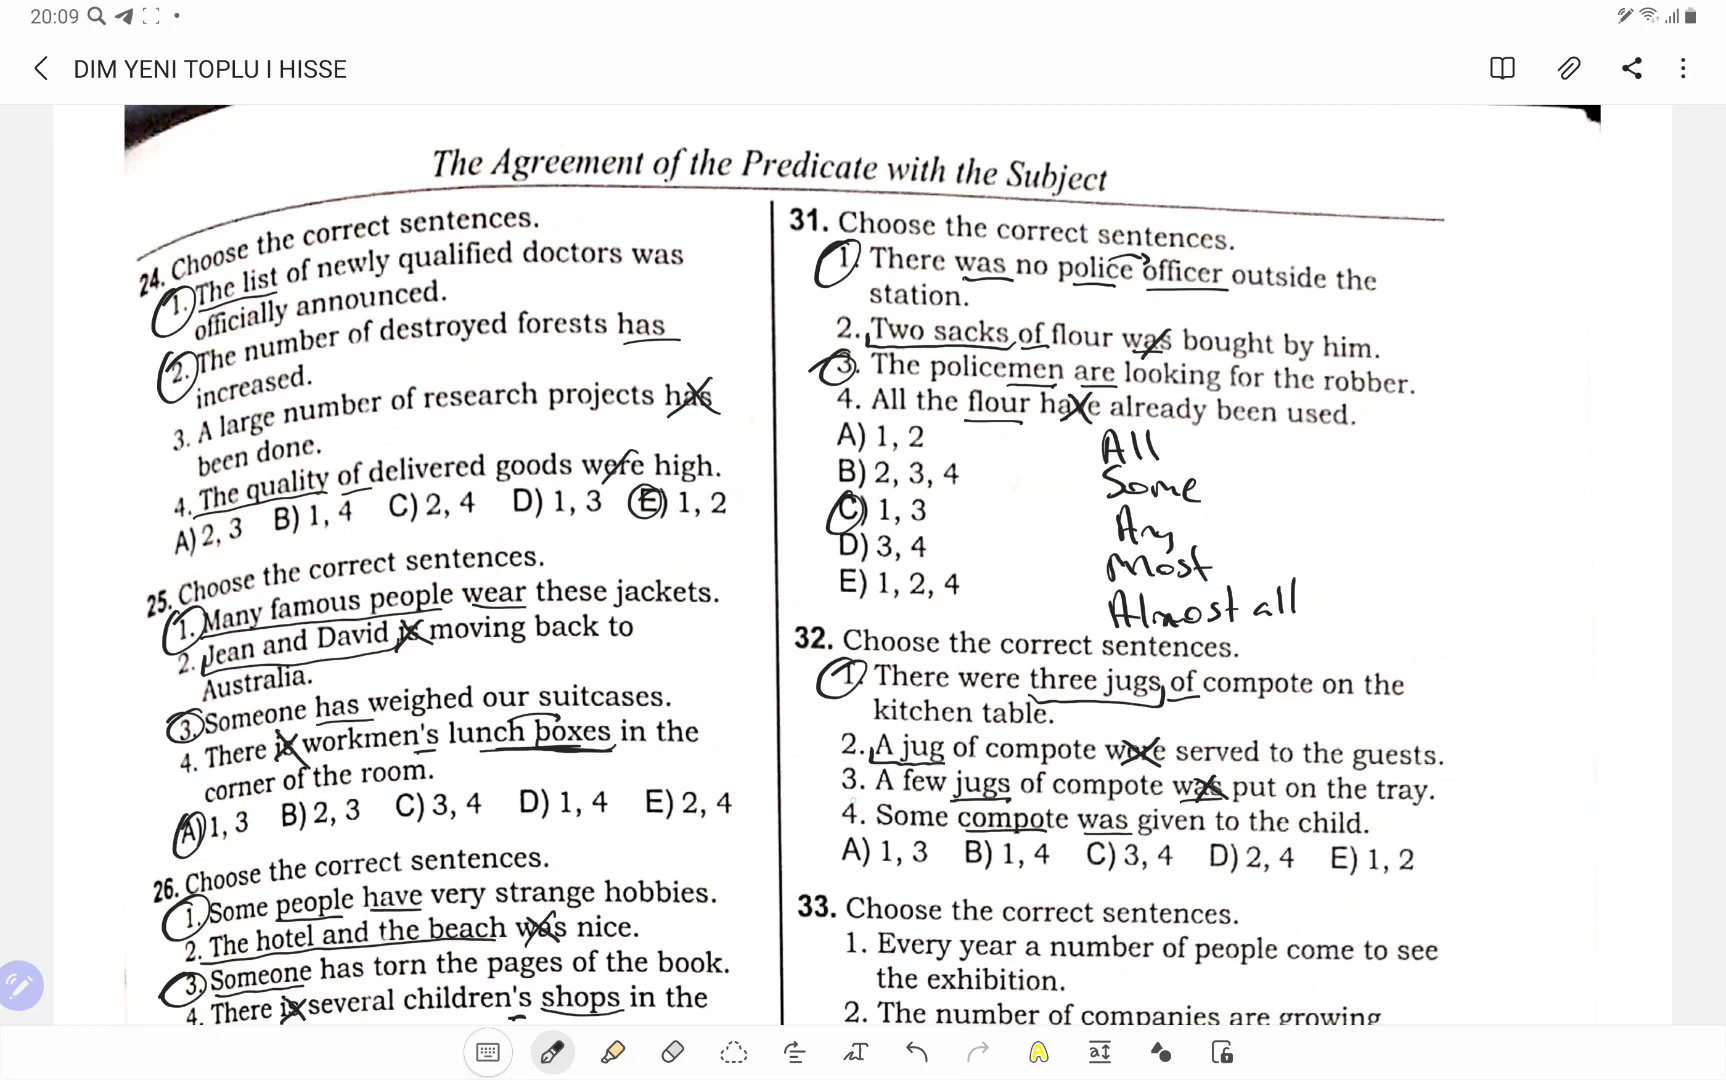 20:09
DIM YENI TOPLU I HISSE
The Agreement of the Predicate with the Subject
24. Choose the correct sentences.
1. The list of newly qualified doctors was
officially announced.
2. The number of destroyed forests has
increased.
3. A large number of research projects has
been done.
4. The quality of delivered goods were high.
A) 2, 3 B) 1, 4 C) 2, 4 D) 1, 3 E) 1, 2
25. Choose the correct sentences.
1. Many famous people wear these jackets.
2. Jean and David is moving back to
Australia.
3. Someone has weighed our suitcases.
4. There is workmen's lunch boxes in the
corner of the room.
A) 1, 3 B) 2, 3 C) 3, 4 D) 1, 4 E) 2, 4
26. Choose the correct sentences.
1. Some people have very strange hobbies.
2. The hotel and the beach was nice.
3. Someone has torn the pages of the book.
4. There is several children's shops in the
31. Choose the correct sentences.
1. There was no police officer outside the
station.
2. Two sacks of flour was bought by him.
3. The policemen are looking for the robber.
4. All the flour have already been used.
A) 1, 2
B) 2, 3, 4
C) 1, 3
D) 3, 4
E) 1, 2, 4
All
Some
Any
Most
Almost all
32. Choose the correct sentences.
1. There were three jugs of compote on the
kitchen table.
2. A jug of compote were served to the guests.
3. A few jugs of compote was put on the tray.
4. Some compote was given to the child.
A) 1, 3 B) 1, 4 C) 3, 4 D) 2, 4 E) 1, 2
33. Choose the correct sentences.
1. Every year a number of people come to see
the exhibition.
2. The number of companies are growing